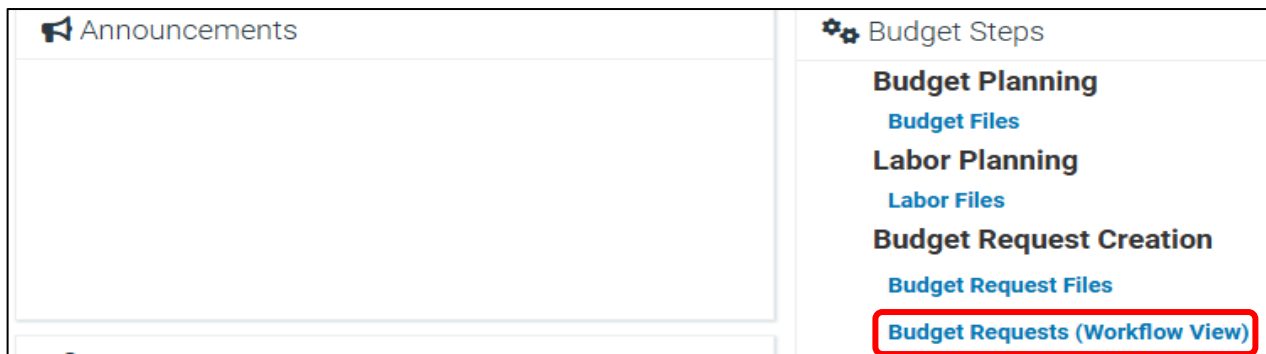 Announcements
Budget Steps
Budget Planning
Budget Files
Labor Planning
Labor Files
Budget Request Creation
Budget Request Files
Budget Requests (Workflow View)